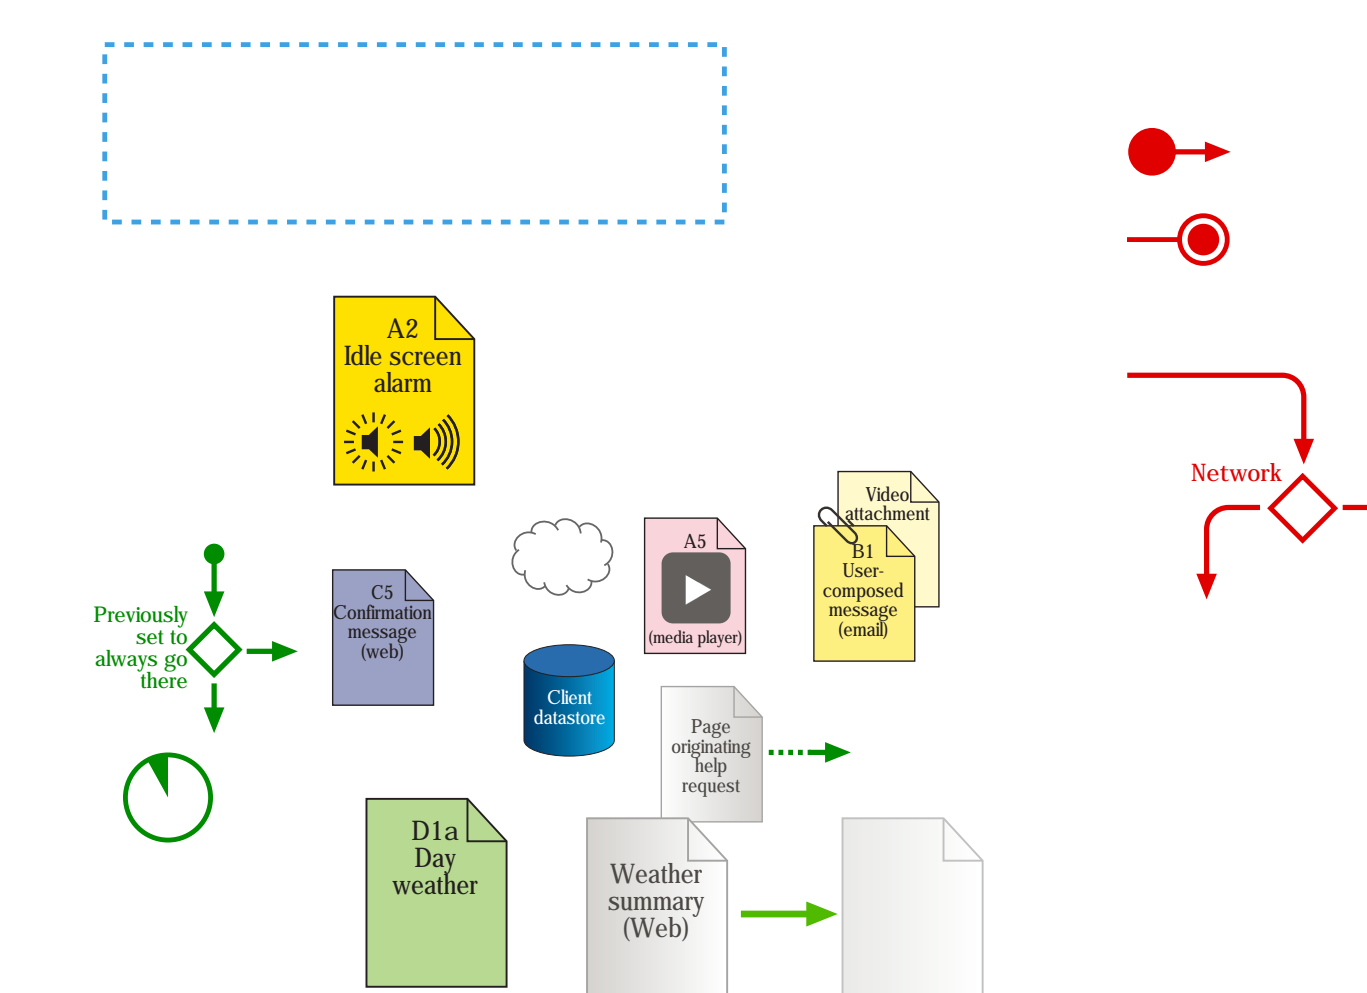 A2
Idle screen
alarm
Network
Video
attachment
B1
User-
composed
message
(email)
A5
(media player)
C5
Confirmation
message
(web)
Previously
set to
always go
there
Client
datastore
Page
originating
help
request
D1a
Day
weather
Weather
summary
(Web)